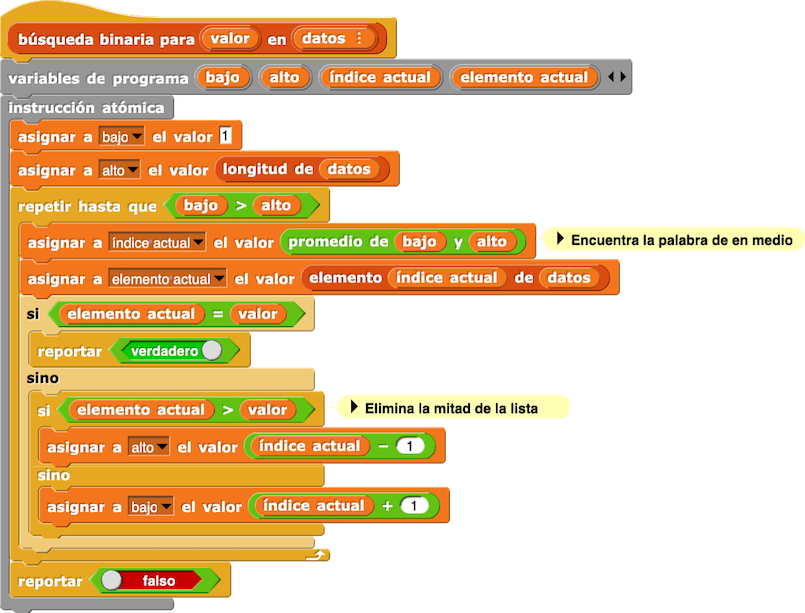 búsqueda binaria para valor en datos ⋮
variables de programa bajo alto índice actual elemento actual
instrucción atómica
asignar a bajo el valor 1
asignar a alto el valor longitud de datos
repetir hasta que bajo > alto
asignar a índice actual el valor promedio de bajo y alto Encuentra la palabra de en medio
asignar a elemento actual el valor elemento índice actual de datos
si elemento actual = valor
reportar verdadero
sino
si elemento actual > valor Elimina la mitad de la lista
asignar a alto el valor índice actual - 1
sino
asignar a bajo el valor índice actual + 1
reportar falso